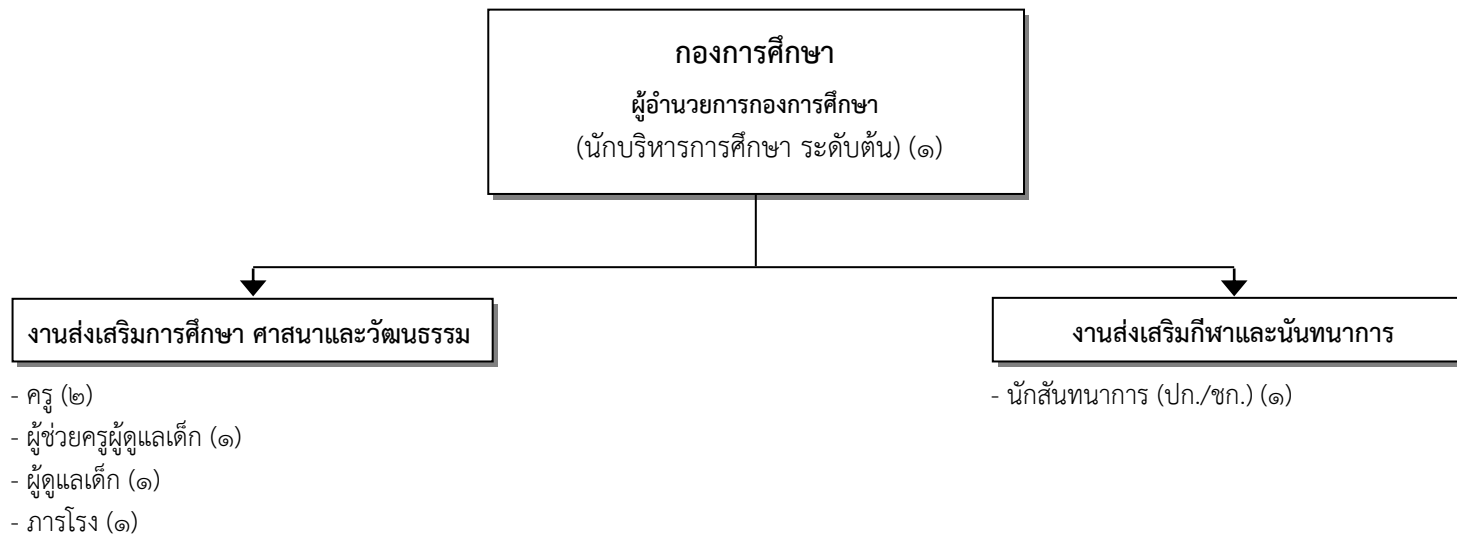 กองการศึกษา
ผู้อำนวยการกองการศึกษา
(นักบริหารการศึกษา ระดับต้น) (๑)
งานส่งเสริมการศึกษา ศาสนาและวัฒนธรรม
- ครู (๒)
- ผู้ช่วยครูผู้ดูแลเด็ก (๑)
- ผู้ดูแลเด็ก (๑)
- ภารโรง (๑)
งานส่งเสริมกีฬาและนันทนาการ
- นักสันทนาการ (ปก./ชก.) (๑)